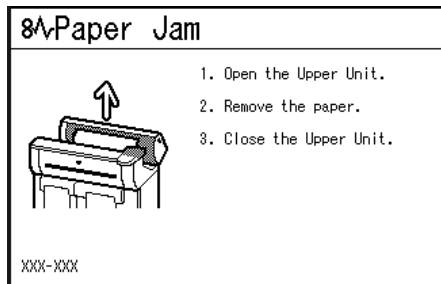 Paper Jam
1. Open the Upper Unit.
2. Remove the paper.
3. Close the Upper Unit.
XXX-XXX